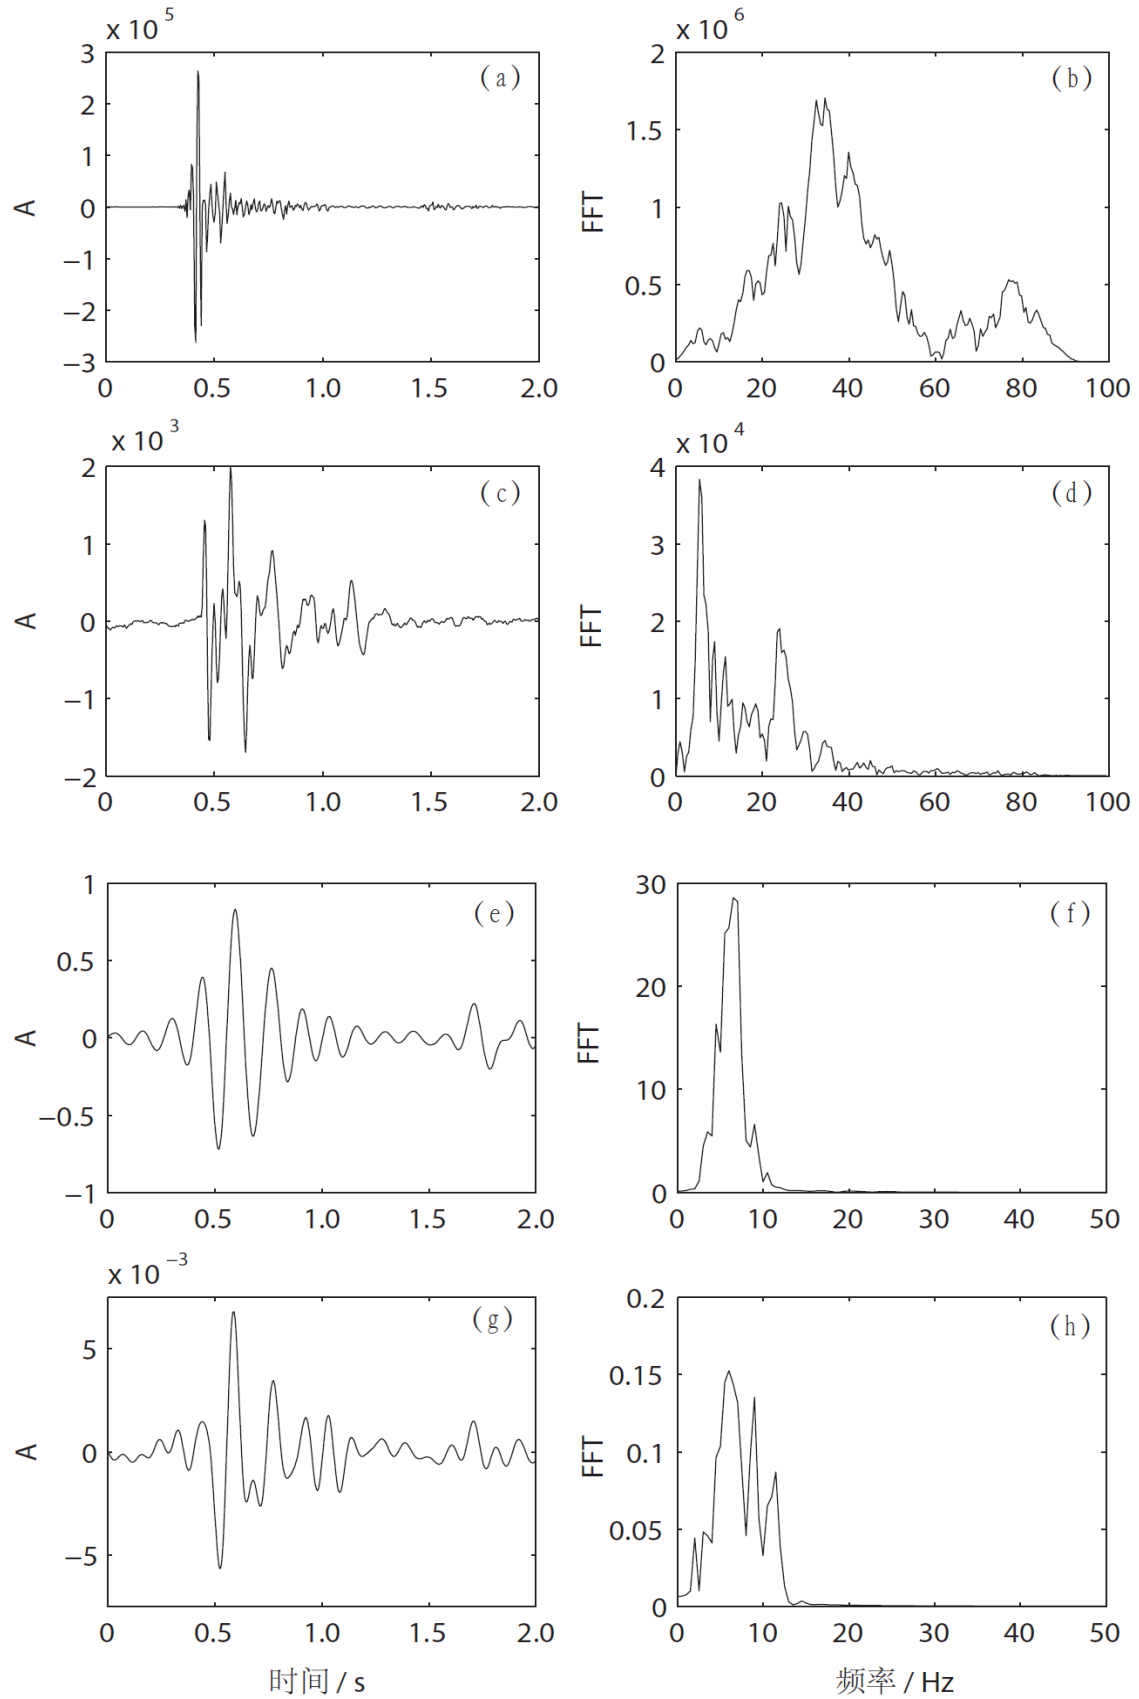 x 10 5
3
2
1
0
−1
−2
−3
A
(a)
0 0.5 1.0 1.5 2.0
x 10 6
2
1.5
1
0.5
0
FFT
(b)
0 20 40 60 80 100
x 10 3
2
1
0
−1
−2
A
(c)
0 0.5 1.0 1.5 2.0
x 10 4
4
3
2
1
0
FFT
(d)
0 20 40 60 80 100
1
0.5
0
−0.5
−1
A
(e)
0 0.5 1.0 1.5 2.0
30
20
10
0
FFT
(f)
0 10 20 30 40 50
x 10 −3
5
0
−5
A
(g)
0 0.5 1.0 1.5 2.0
时间 / s
0.2
0.15
0.1
0.05
0
FFT
(h)
0 10 20 30 40 50
频率 / Hz